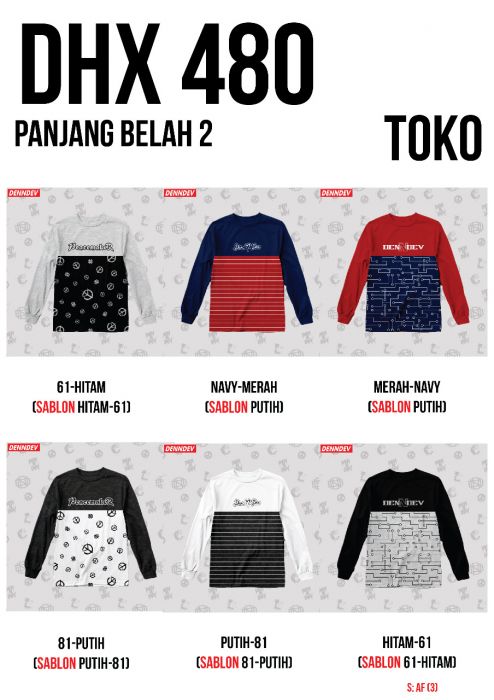 DHX 480
PANJANG BELAH 2
TOKO
DENNDEV
DENNDEV
DENNDEV
PeacemakeR
DENDEV
61-HITAM
(SABLON HITAM-61)
NAVY-MERAH
(SABLON PUTIH)
MERAH-NAVY
(SABLON PUTIH)
DENNDEV
DENNDEV
DENNDEV
PeacemakeR
DENDEV
81-PUTIH
(SABLON PUTIH-81)
PUTIH-81
(SABLON 81-PUTIH)
HITAM-61
(SABLON 61-HITAM)
S: AF (3)